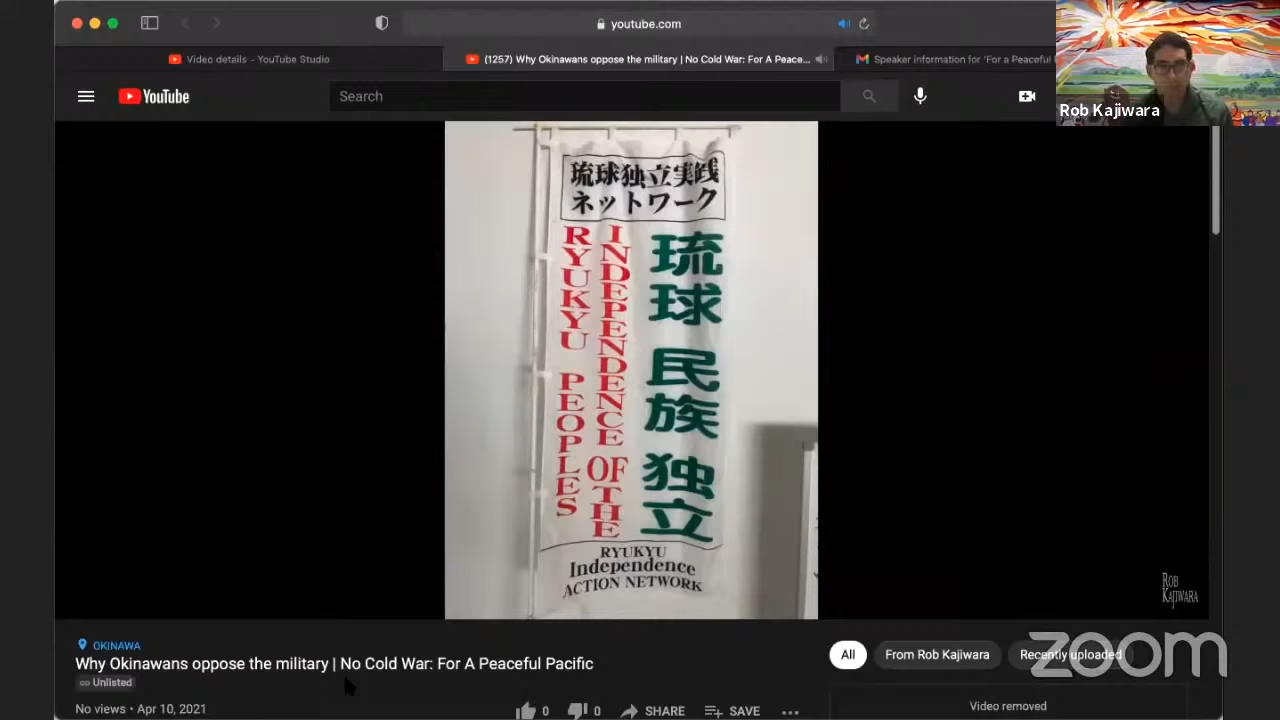 youtube.com
Video details - YouTube Studio
(1257) Why Okinawans oppose the military | No Cold War: For A Peace...
Speaker information for 'For a Peaceful
Rob Kajiwara
YouTube
Search
琉球独立実践
ネットワーク
琉球 民族 独立
INDEPENDENCE OF THE
RYUKYU PEOPLES
RYUKYU
Independence
ACTION NETWORK
ROB
KAJIWARA
OKINAWA
Why Okinawans oppose the military | No Cold War: For A Peaceful Pacific
Unlisted
No views • Apr 10, 2021
0
0
SHARE
SAVE
All
From Rob Kajiwara
Recently uploaded
zoom
Video removed